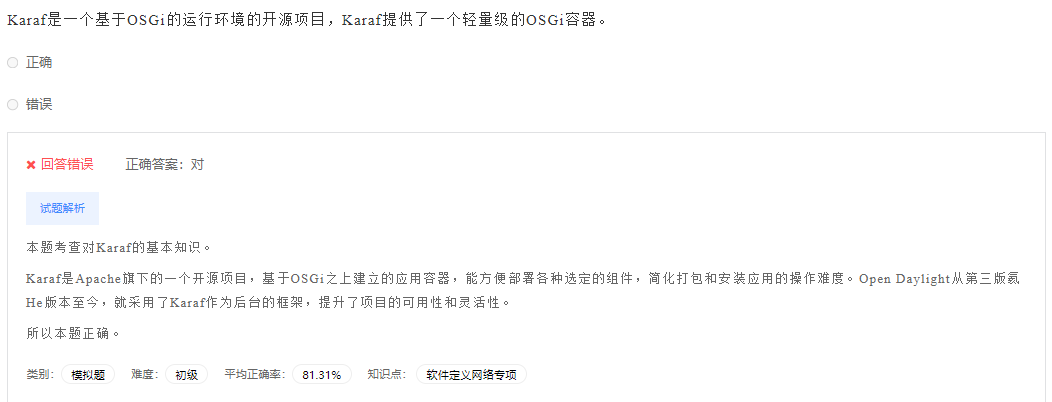 Karaf是一个基于OSGi的运行环境的开源项目，Karaf提供了一个轻量级的OSGi容器。
正确
错误
回答错误 正确答案：对
试题解析
本题考查对Karaf的基本知识。
Karaf是Apache旗下的一个开源项目，基于OSGi之上建立的应用容器，能方便部署各种选定的组件，简化打包和安装应用的操作难度。Open Daylight从第三版氦
He版本至今，就采用了Karaf作为后台的框架，提升了项目的可用性和灵活性。
所以本题正确。
类别： 模拟题 难度： 初级 平均正确率： 81.31% 知识点： 软件定义网络专项